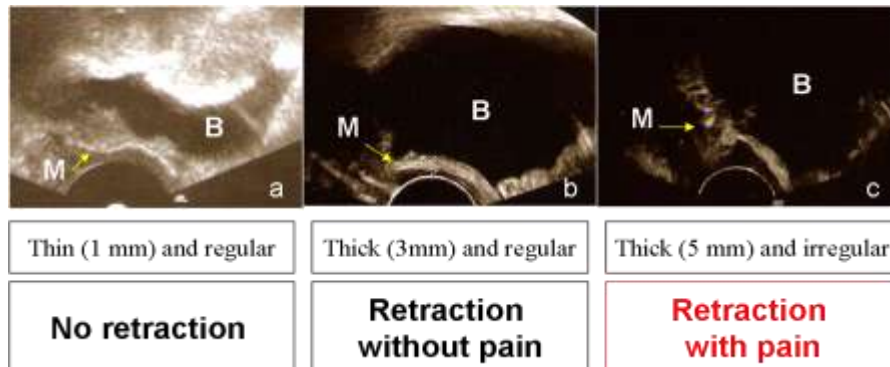 B
M
a
B
M
b
B
M
c
Thin (1 mm) and regular
Thick (3mm) and regular
Thick (5 mm) and irregular
No retraction
Retraction
without pain
Retraction
with pain